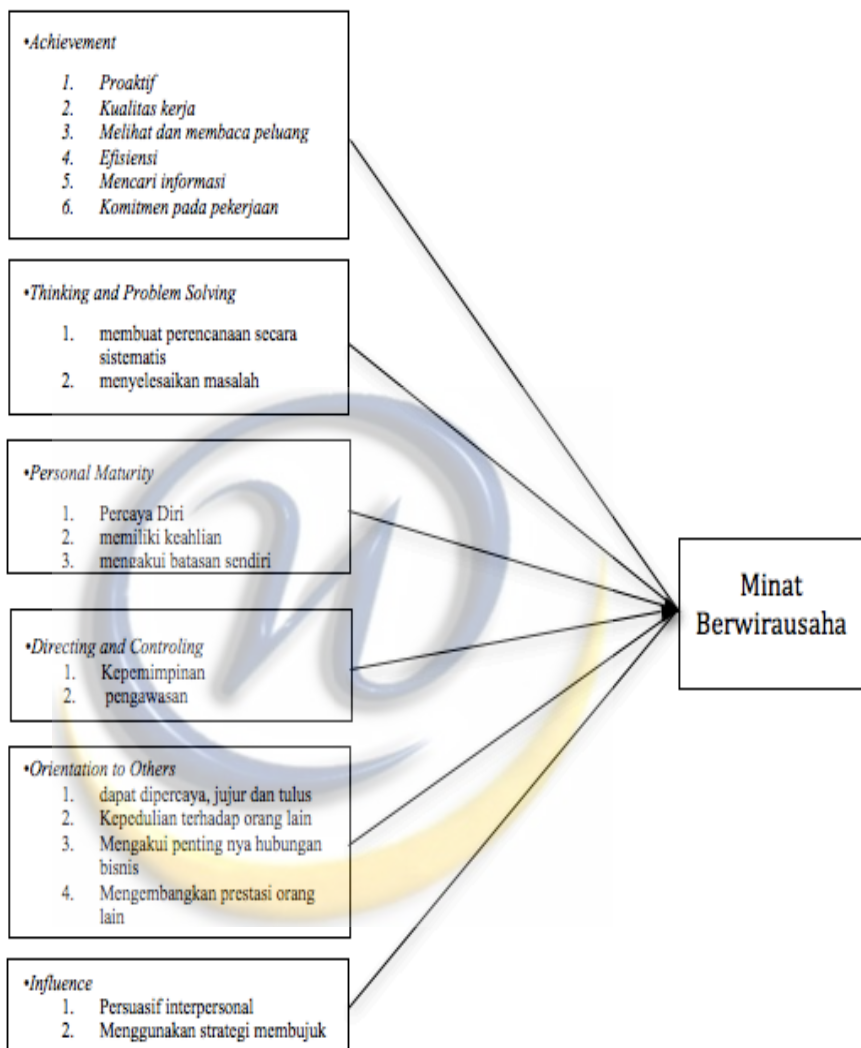 •Achievement
1. Proaktif
2. Kualitas kerja
3. Melihat dan membaca peluang
4. Efisiensi
5. Mencari informasi
6. Komitmen pada pekerjaan
•Thinking and Problem Solving
1. membuat perencanaan secara
sistematis
2. menyelesaikan masalah
•Personal Maturity
1. Percaya Diri
2. memiliki keahlian
3. mengakui batasan sendiri
•Directing and Controling
1. Kepemimpinan
2. pengawasan
•Orientation to Others
1. dapat dipercaya, jujur dan tulus
2. Kepedulian terhadap orang lain
3. Mengakui penting nya hubungan
bisnis
4. Mengembangkan prestasi orang
lain
•Influence
1. Persuasif interpersonal
2. Menggunakan strategi membujuk
Minat
Berwirausaha